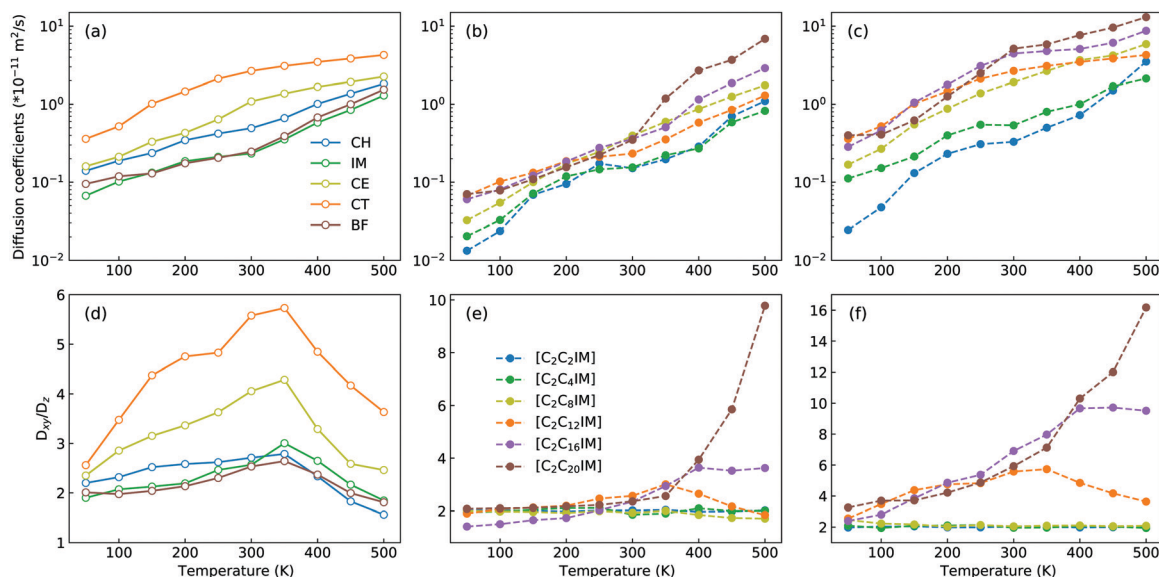 Diffusion coefficients (*10⁻¹¹ m²/s)
10¹
10⁰
10⁻¹
10⁻²
(a)
CH
IM
CE
CT
BF
100 200 300 400 500
10¹
10⁰
10⁻¹
10⁻²
(b)
100 200 300 400 500
10¹
10⁰
10⁻¹
10⁻²
(c)
100 200 300 400 500
Dxy/Dz
6
5
4
3
2
1
(d)
100 200 300 400 500
Temperature (K)
10
8
6
4
2
(e)
[C₂C₂IM]
[C₂C₄IM]
[C₂C₈IM]
[C₂C₁₂IM]
[C₂C₁₆IM]
[C₂C₂₀IM]
100 200 300 400 500
Temperature (K)
16
14
12
10
8
6
4
2
(f)
100 200 300 400 500
Temperature (K)